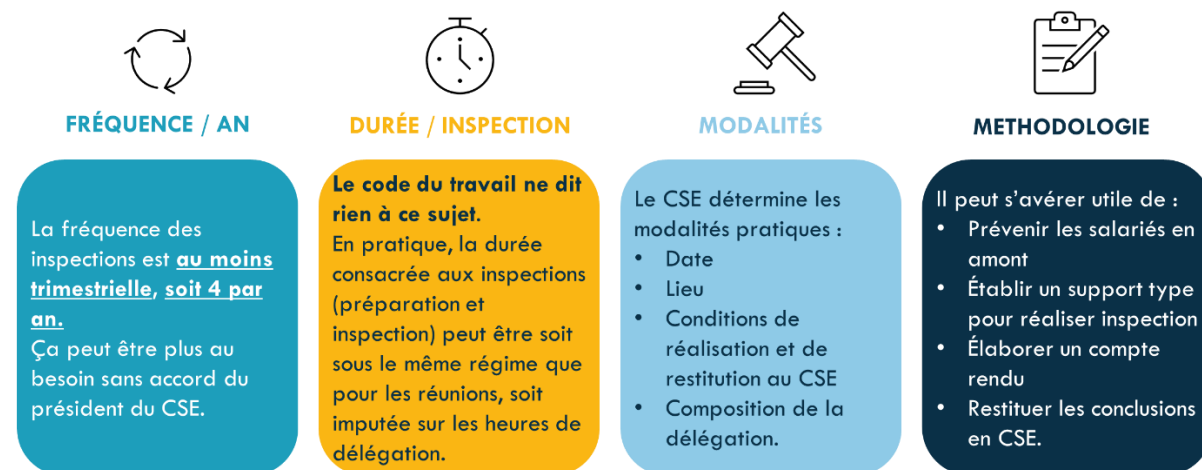 FRÉQUENCE / AN
La fréquence des
inspections est au moins
trimestrielle, soit 4 par
an.
Ça peut être plus au
besoin sans accord du
président du CSE.
DURÉE / INSPECTION
Le code du travail ne dit
rien à ce sujet.
En pratique, la durée
consacrée aux inspections
(préparation et
inspection) peut être soit
sous le même régime que
pour les réunions, soit
imputée sur les heures de
délégation.
MODALITÉS
Le CSE détermine les
modalités pratiques :
• Date
• Lieu
• Conditions de
réalisation et de
restitution au CSE
• Composition de la
délégation.
METHODOLOGIE
Il peut s’avérer utile de :
• Prévenir les salariés en
amont
• Établir un support type
pour réaliser inspection
• Élaborer un compte
rendu
• Restituer les conclusions
en CSE.